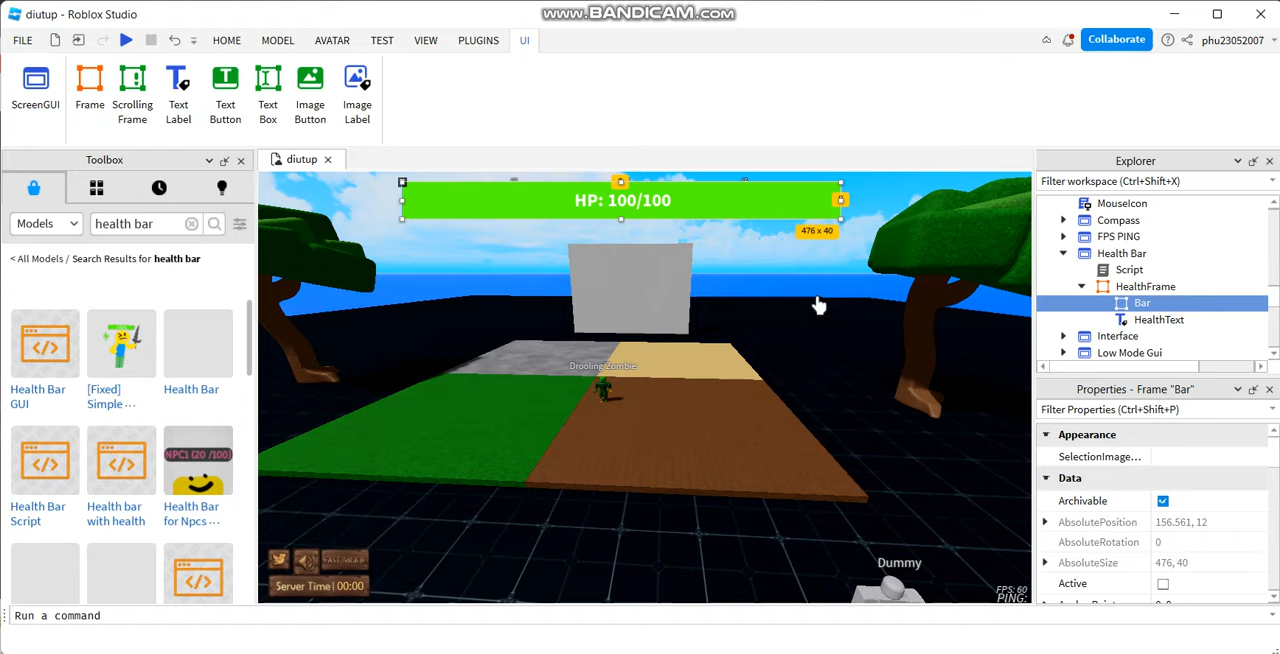 diutup - Roblox Studio
www.BANDICAM.com
FILE
HOME
MODEL
AVATAR
TEST
VIEW
PLUGINS
UI
Collaborate
phu23052007
ScreenGUI
Frame
Scrolling Frame
Text Label
Text Button
Text Box
Image Button
Image Label
Toolbox
diutup
Explorer
Models
health bar
< All Models / Search Results for health bar
Health Bar GUI
[Fixed] Simple ...
Health Bar
Health Bar Script
Health bar with health
Health Bar for Npcs ...
NPC1 (20 /100)
HP: 100/100
476 x 40
Drooling Zombie
Dummy
FAST MODE
Server Time | 00:00
FPS: 60
PING:
Filter workspace (Ctrl+Shift+X)
MouseIcon
Compass
FPS PING
Health Bar
Script
HealthFrame
Bar
HealthText
Interface
Low Mode Gui
Properties - Frame "Bar"
Filter Properties (Ctrl+Shift+P)
Appearance
SelectionImage...
Data
Archivable
AbsolutePosition
156.561, 12
AbsoluteRotation
0
AbsoluteSize
476, 40
Active
Run a command